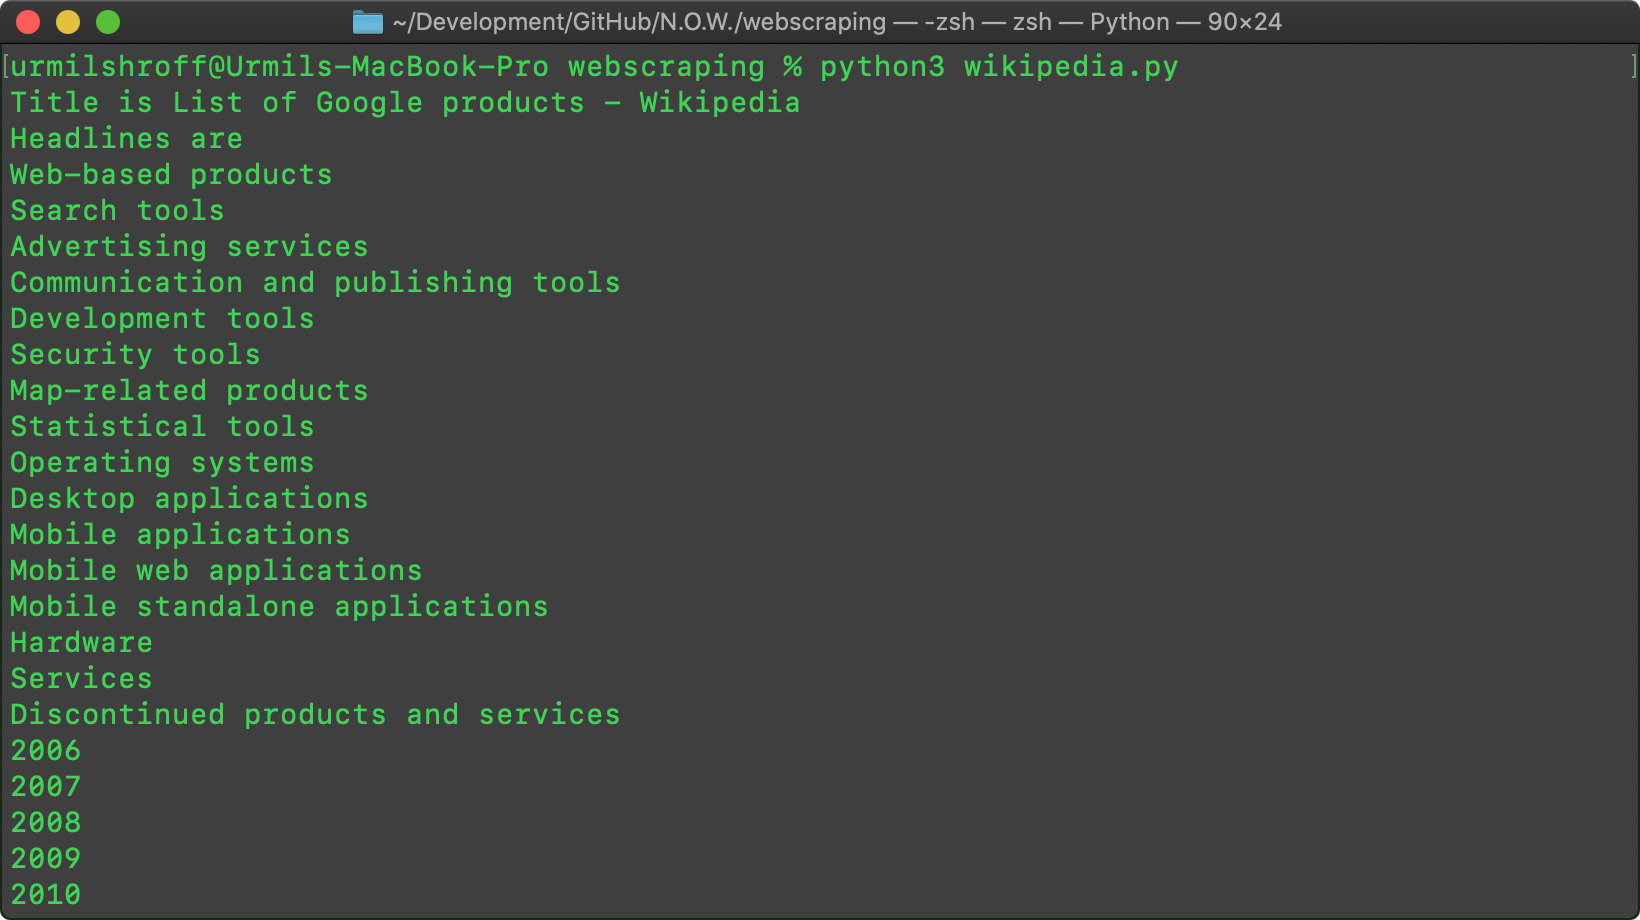 ~/Development/GitHub/N.O.W./webscraping — -zsh — zsh — Python — 90×24
[urmilshroff@Urmils-MacBook-Pro webscraping % python3 wikipedia.py ]
Title is List of Google products - Wikipedia
Headlines are
Web-based products
Search tools
Advertising services
Communication and publishing tools
Development tools
Security tools
Map-related products
Statistical tools
Operating systems
Desktop applications
Mobile applications
Mobile web applications
Mobile standalone applications
Hardware
Services
Discontinued products and services
2006
2007
2008
2009
2010